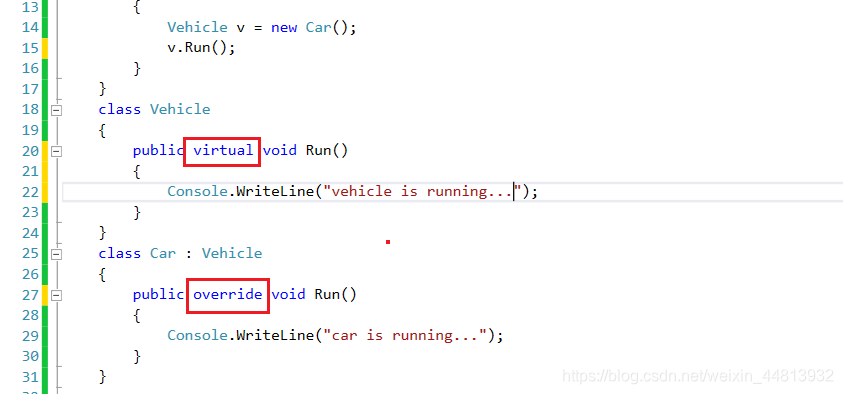 13 {
14 Vehicle v = new Car();
15 v.Run();
16 }
17 }
18 class Vehicle
19 {
20 public virtual void Run()
21 {
22 Console.WriteLine("vehicle is running...");
23 }
24 }
25 class Car : Vehicle
26 {
27 public override void Run()
28 {
29 Console.WriteLine("car is running...");
30 }
31 }
https://blog.csdn.net/weixin_44813932